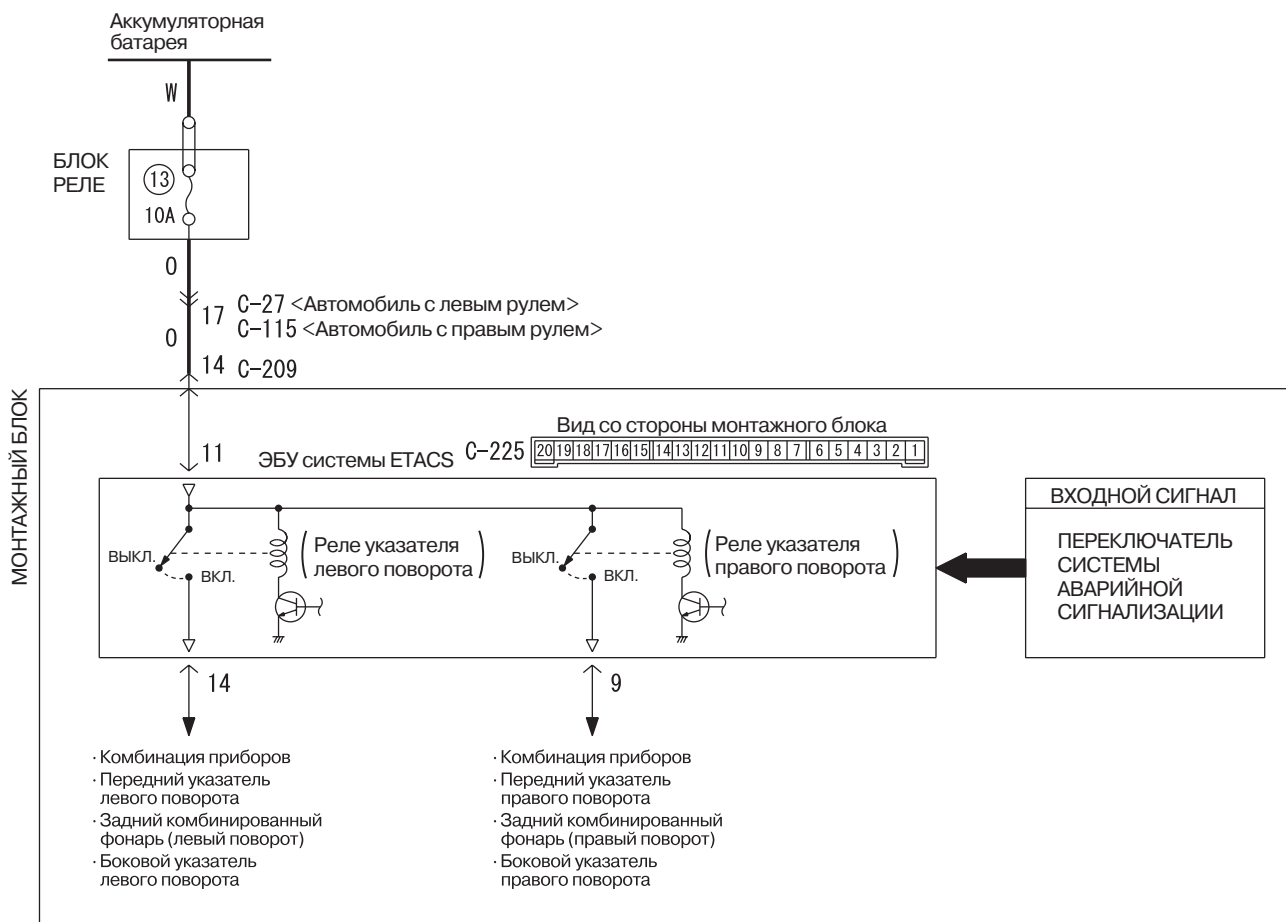 Аккумуляторная
батарея
W
БЛОК
РЕЛЕ
13
10A
O
17
C-27 <Автомобиль с левым рулем>
C-115 <Автомобиль с правым рулем>
O
14 C-209
МОНТАЖНЫЙ БЛОК
11
ЭБУ системы ETACS
C-225
Вид со стороны монтажного блока
20 19 18 17 16 15 14 13 12 11 10 9 8 7 6 5 4 3 2 1
ВЫКЛ.
ВКЛ.
(Реле указателя
левого поворота)
ВЫКЛ.
ВКЛ.
(Реле указателя
правого поворота)
ВХОДНОЙ СИГНАЛ
ПЕРЕКЛЮЧАТЕЛЬ
СИСТЕМЫ
АВАРИЙНОЙ
СИГНАЛИЗАЦИИ
14
9
· Комбинация приборов
· Передний указатель
левого поворота
· Задний комбинированный
фонарь (левый поворот)
· Боковой указатель
левого поворота
· Комбинация приборов
· Передний указатель
правого поворота
· Задний комбинированный
фонарь (правый поворот)
· Боковой указатель
правого поворота